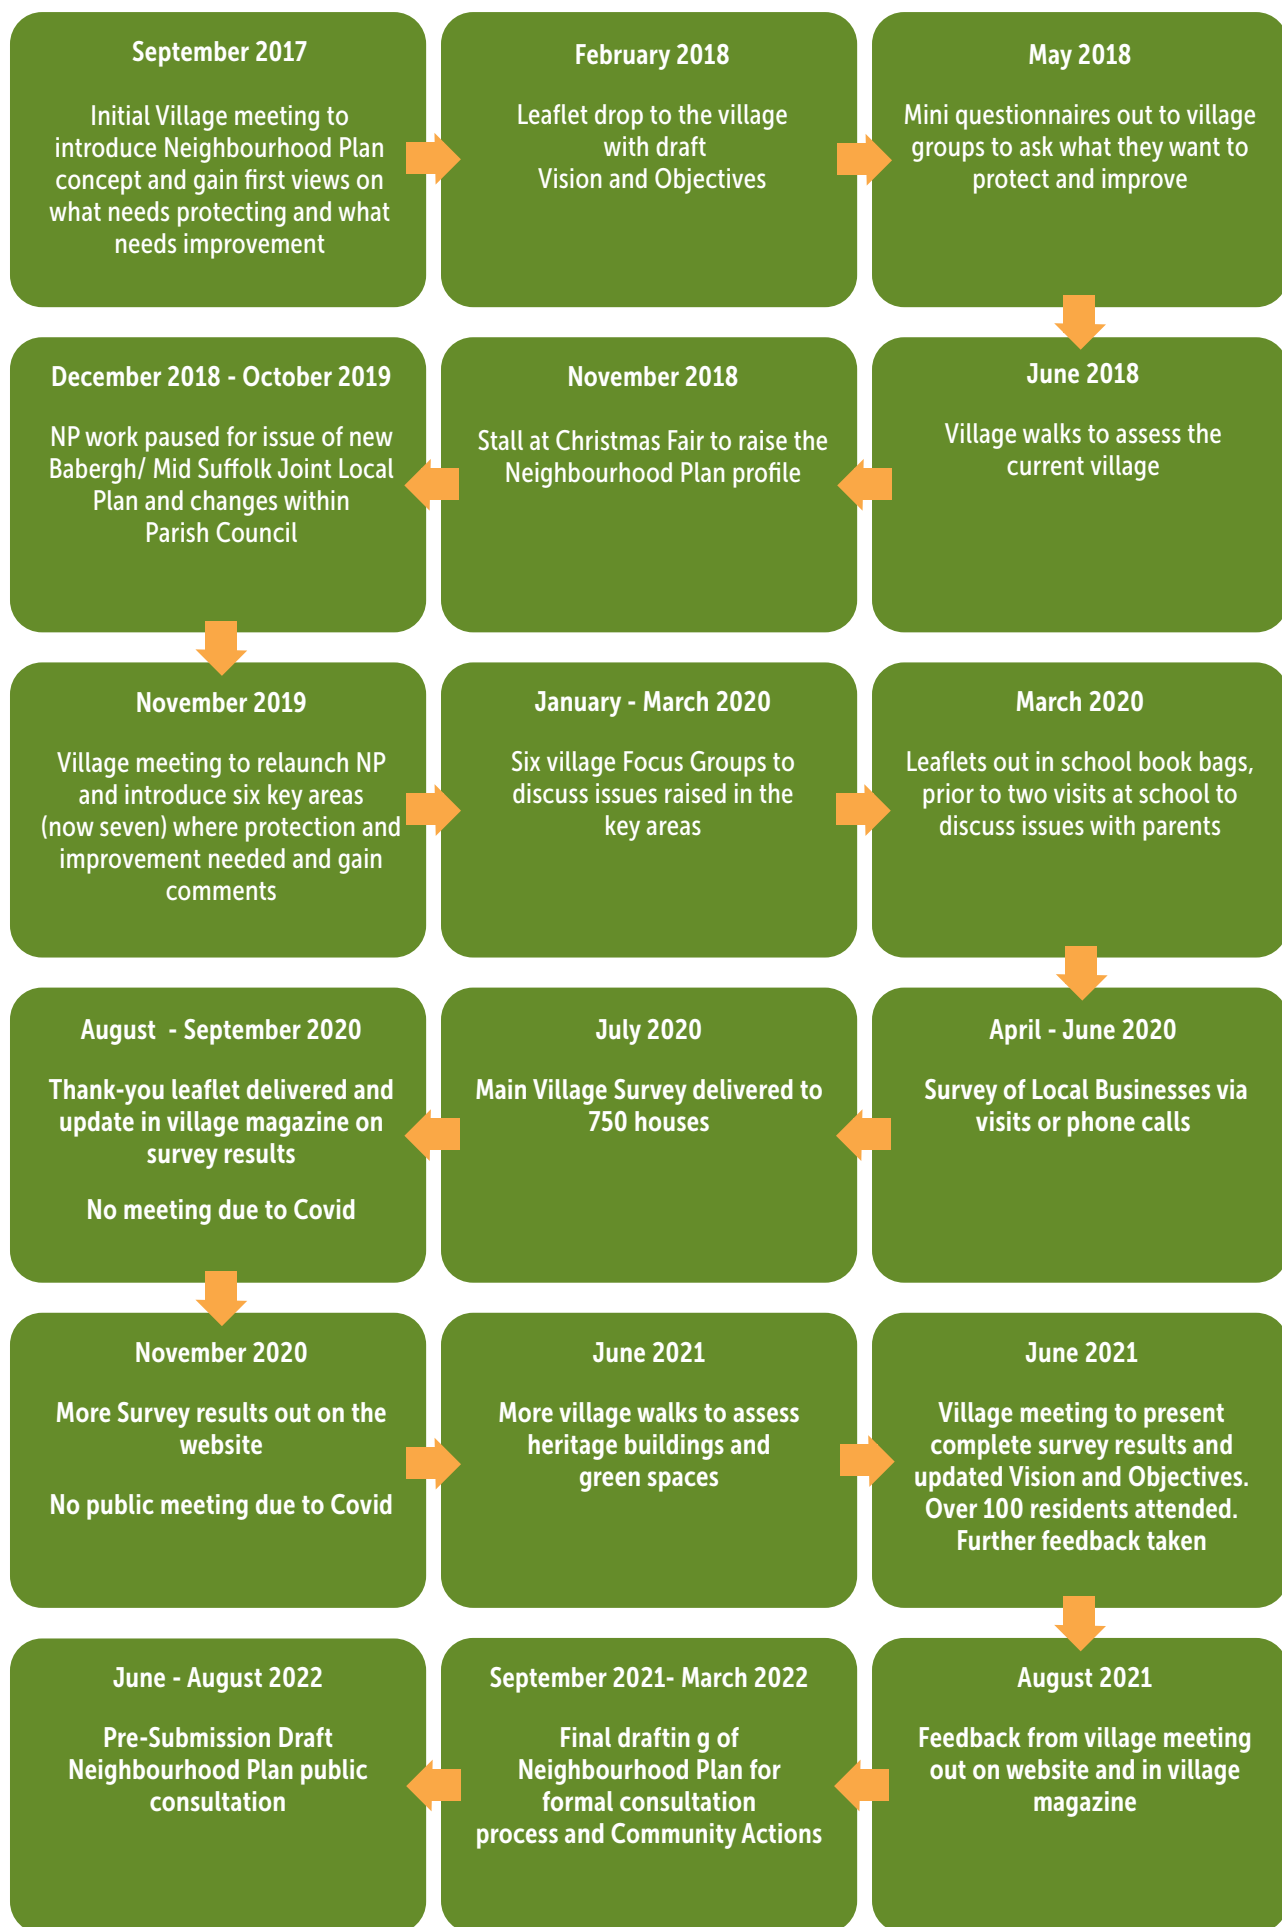 September 2017
Initial Village meeting to
introduce Neighbourhood Plan
concept and gain first views on
what needs protecting and what
needs improvement
February 2018
Leaflet drop to the village
with draft
Vision and Objectives
May 2018
Mini questionnaires out to village
groups to ask what they want to
protect and improve
June 2018
Village walks to assess the
current village
November 2018
Stall at Christmas Fair to raise the
Neighbourhood Plan profile
December 2018 - October 2019
NP work paused for issue of new
Babergh/ Mid Suffolk Joint Local
Plan and changes within
Parish Council
November 2019
Village meeting to relaunch NP
and introduce six key areas
(now seven) where protection and
improvement needed and gain
comments
January - March 2020
Six village Focus Groups to
discuss issues raised in the
key areas
March 2020
Leaflets out in school book bags,
prior to two visits at school to
discuss issues with parents
April - June 2020
Survey of Local Businesses via
visits or phone calls
July 2020
Main Village Survey delivered to
750 houses
August - September 2020
Thank-you leaflet delivered and
update in village magazine on
survey results
No meeting due to Covid
November 2020
More Survey results out on the
website
No public meeting due to Covid
June 2021
More village walks to assess
heritage buildings and
green spaces
June 2021
Village meeting to present
complete survey results and
updated Vision and Objectives.
Over 100 residents attended.
Further feedback taken
August 2021
Feedback from village meeting
out on website and in village
magazine
September 2021- March 2022
Final draftin g of
Neighbourhood Plan for
formal consultation
process and Community Actions
June - August 2022
Pre-Submission Draft
Neighbourhood Plan public
consultation